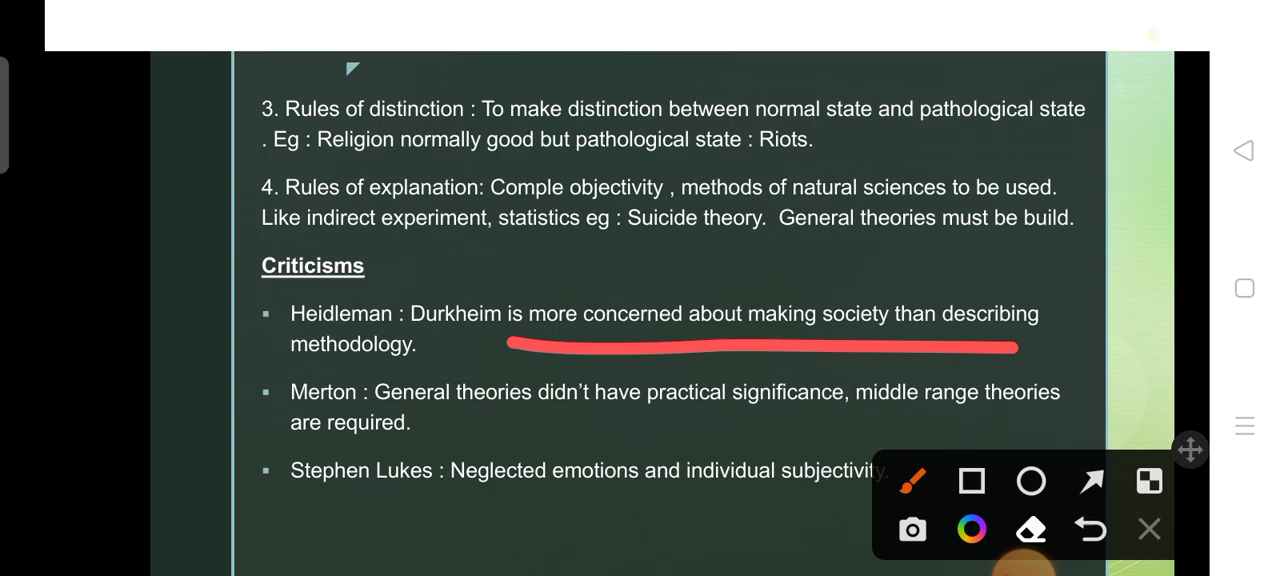 3. Rules of distinction : To make distinction between normal state and pathological state
. Eg : Religion normally good but pathological state : Riots.
4. Rules of explanation: Comple objectivity , methods of natural sciences to be used.
Like indirect experiment, statistics eg : Suicide theory.  General theories must be build.
Criticisms
▪ Heidleman : Durkheim is more concerned about making society than describing
methodology.
▪ Merton : General theories didn’t have practical significance, middle range theories
are required.
▪ Stephen Lukes : Neglected emotions and individual subjectivity.